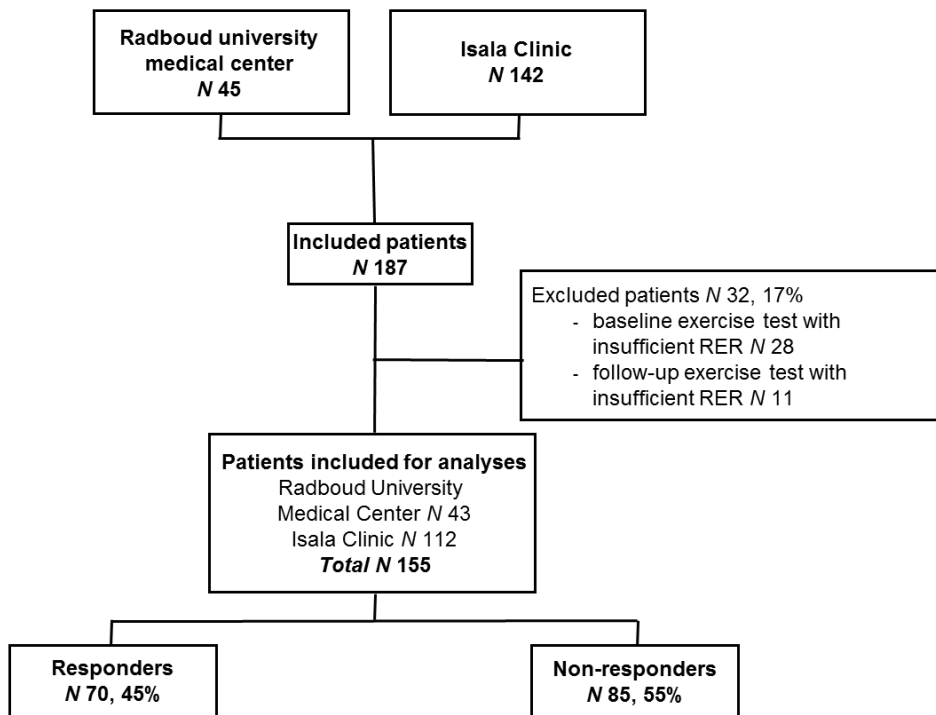 Radboud university
medical center
N 45
Isala Clinic
N 142
Included patients
N 187
Excluded patients N 32, 17%
- baseline exercise test with
insufficient RER N 28
- follow-up exercise test with
insufficient RER N 11
Patients included for analyses
Radboud University
Medical Center N 43
Isala Clinic N 112
Total N 155
Responders
N 70, 45%
Non-responders
N 85, 55%